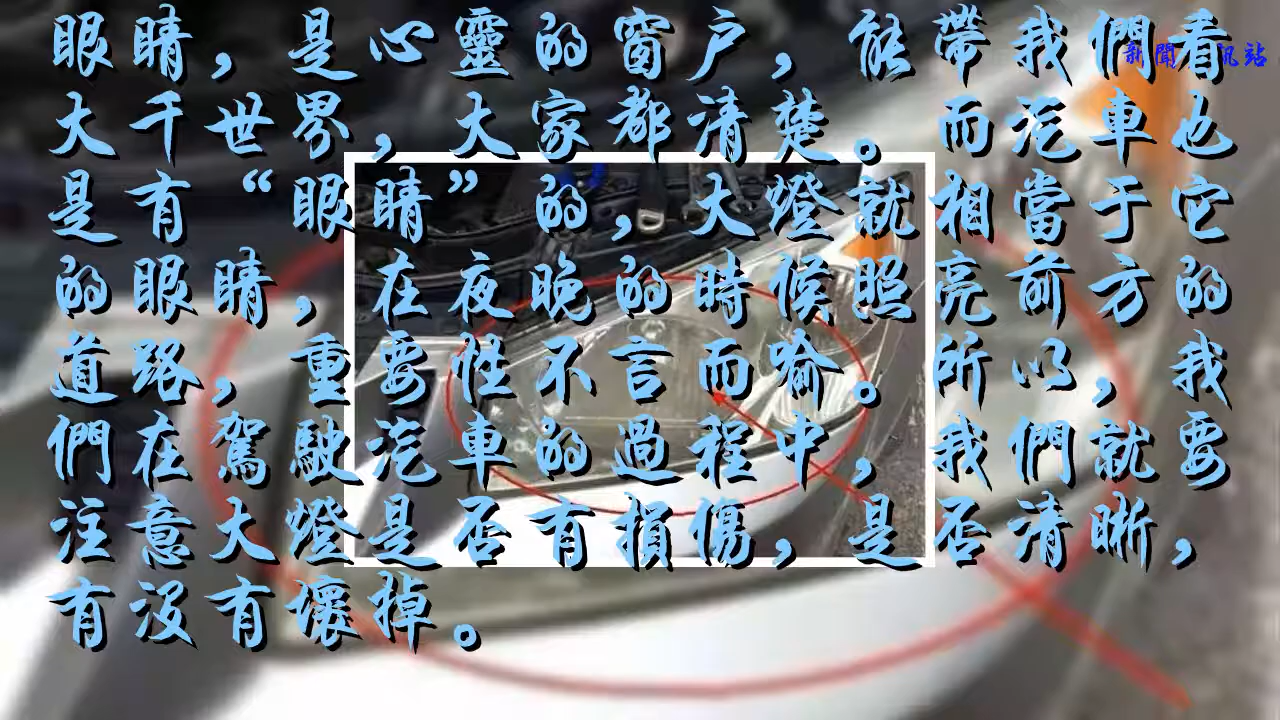 眼睛，是心靈的窗户，能帶我們看
大千世界，大家都清楚。而汽車也
是有“眼睛”的，大燈就相當于它
的眼睛，在夜晚的時候照亮前方的
道路，重要性不言而喻。所以，我
們在駕駛汽車的過程中，我們就要
注意大燈是否有損傷，是否清晰，
有没有壞掉。
新聞
訊站